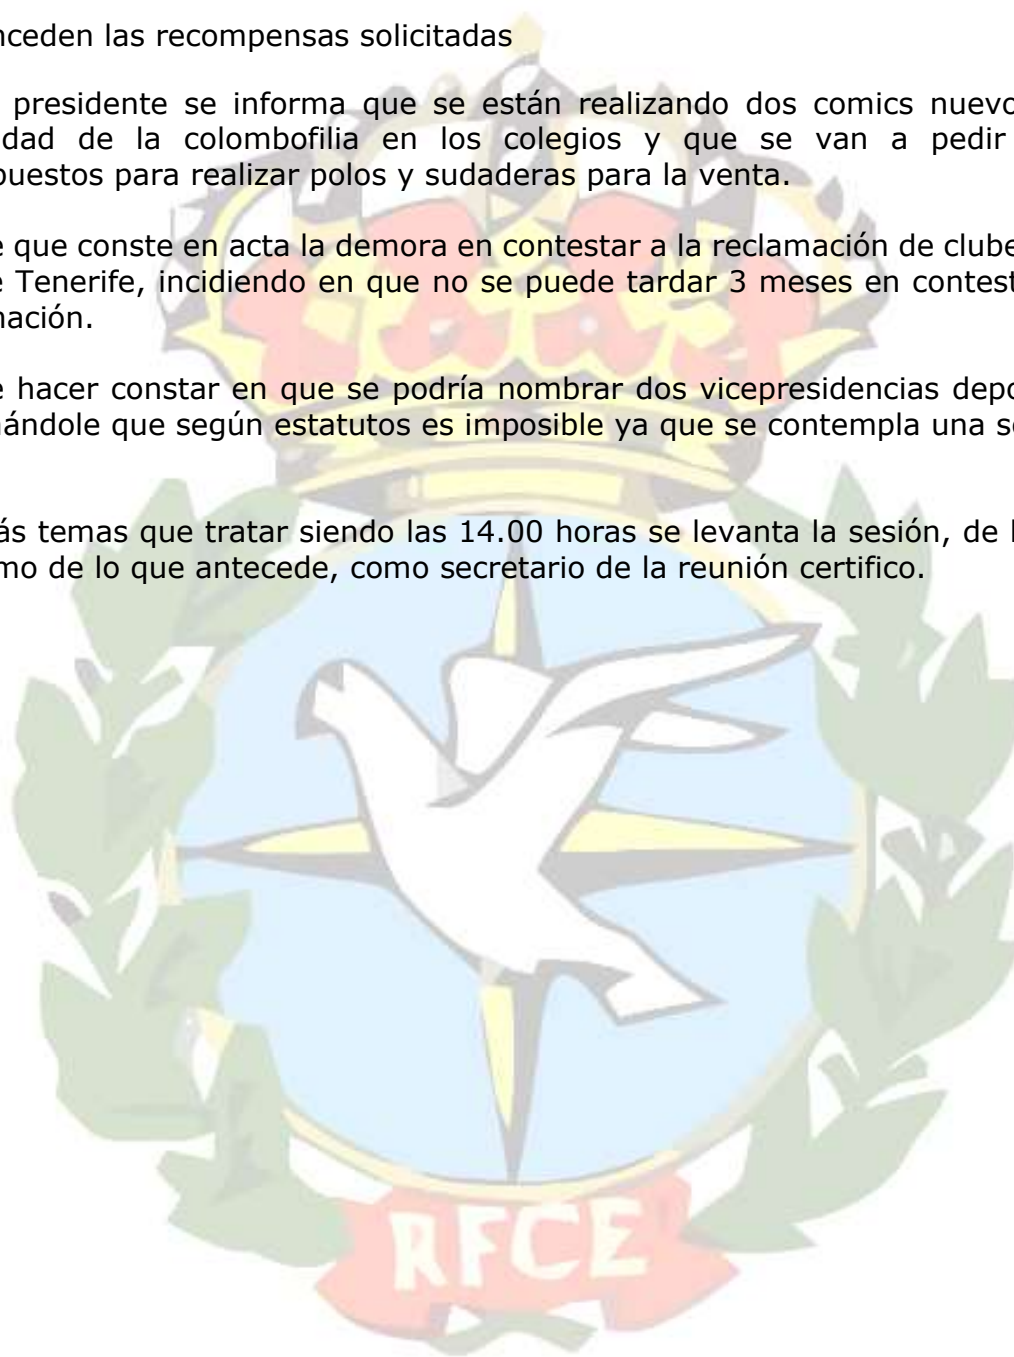 nceden las recompensas solicitadas
presidente se informa que se están realizando dos comics nuevo
idad de la colombofilia en los colegios y que se van a pedir
puestos para realizar polos y sudaderas para la venta.
e que conste en acta la demora en contestar a la reclamación de clube
e Tenerife, incidiendo en que no se puede tardar 3 meses en contest
mación.
e hacer constar en que se podría nombrar dos vicepresidencias depo
nándole que según estatutos es imposible ya que se contempla una so
ás temas que tratar siendo las 14.00 horas se levanta la sesión, de l
mo de lo que antecede, como secretario de la reunión certifico.
RFCE